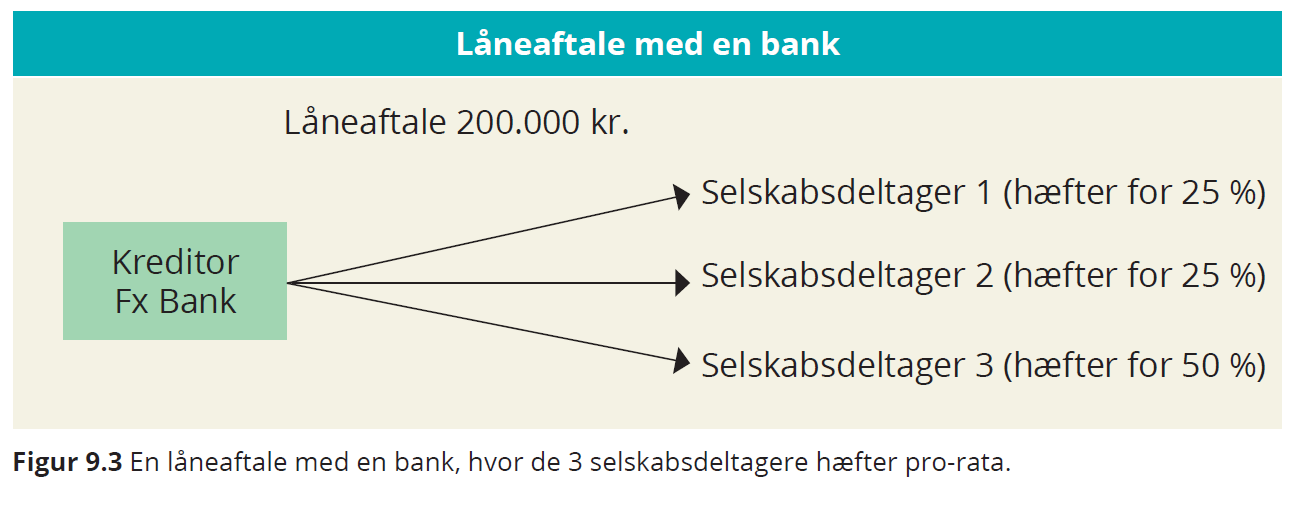 Låneaftale med en bank
Låneaftale 200.000 kr.
Selskabsdeltager 1 (hæfter for 25 %)
Kreditor
Fx Bank
Selskabsdeltager 2 (hæfter for 25 %)
Selskabsdeltager 3 (hæfter for 50 %)
Figur 9.3 En låneaftale med en bank, hvor de 3 selskabsdeltagere hæfter pro-rata.